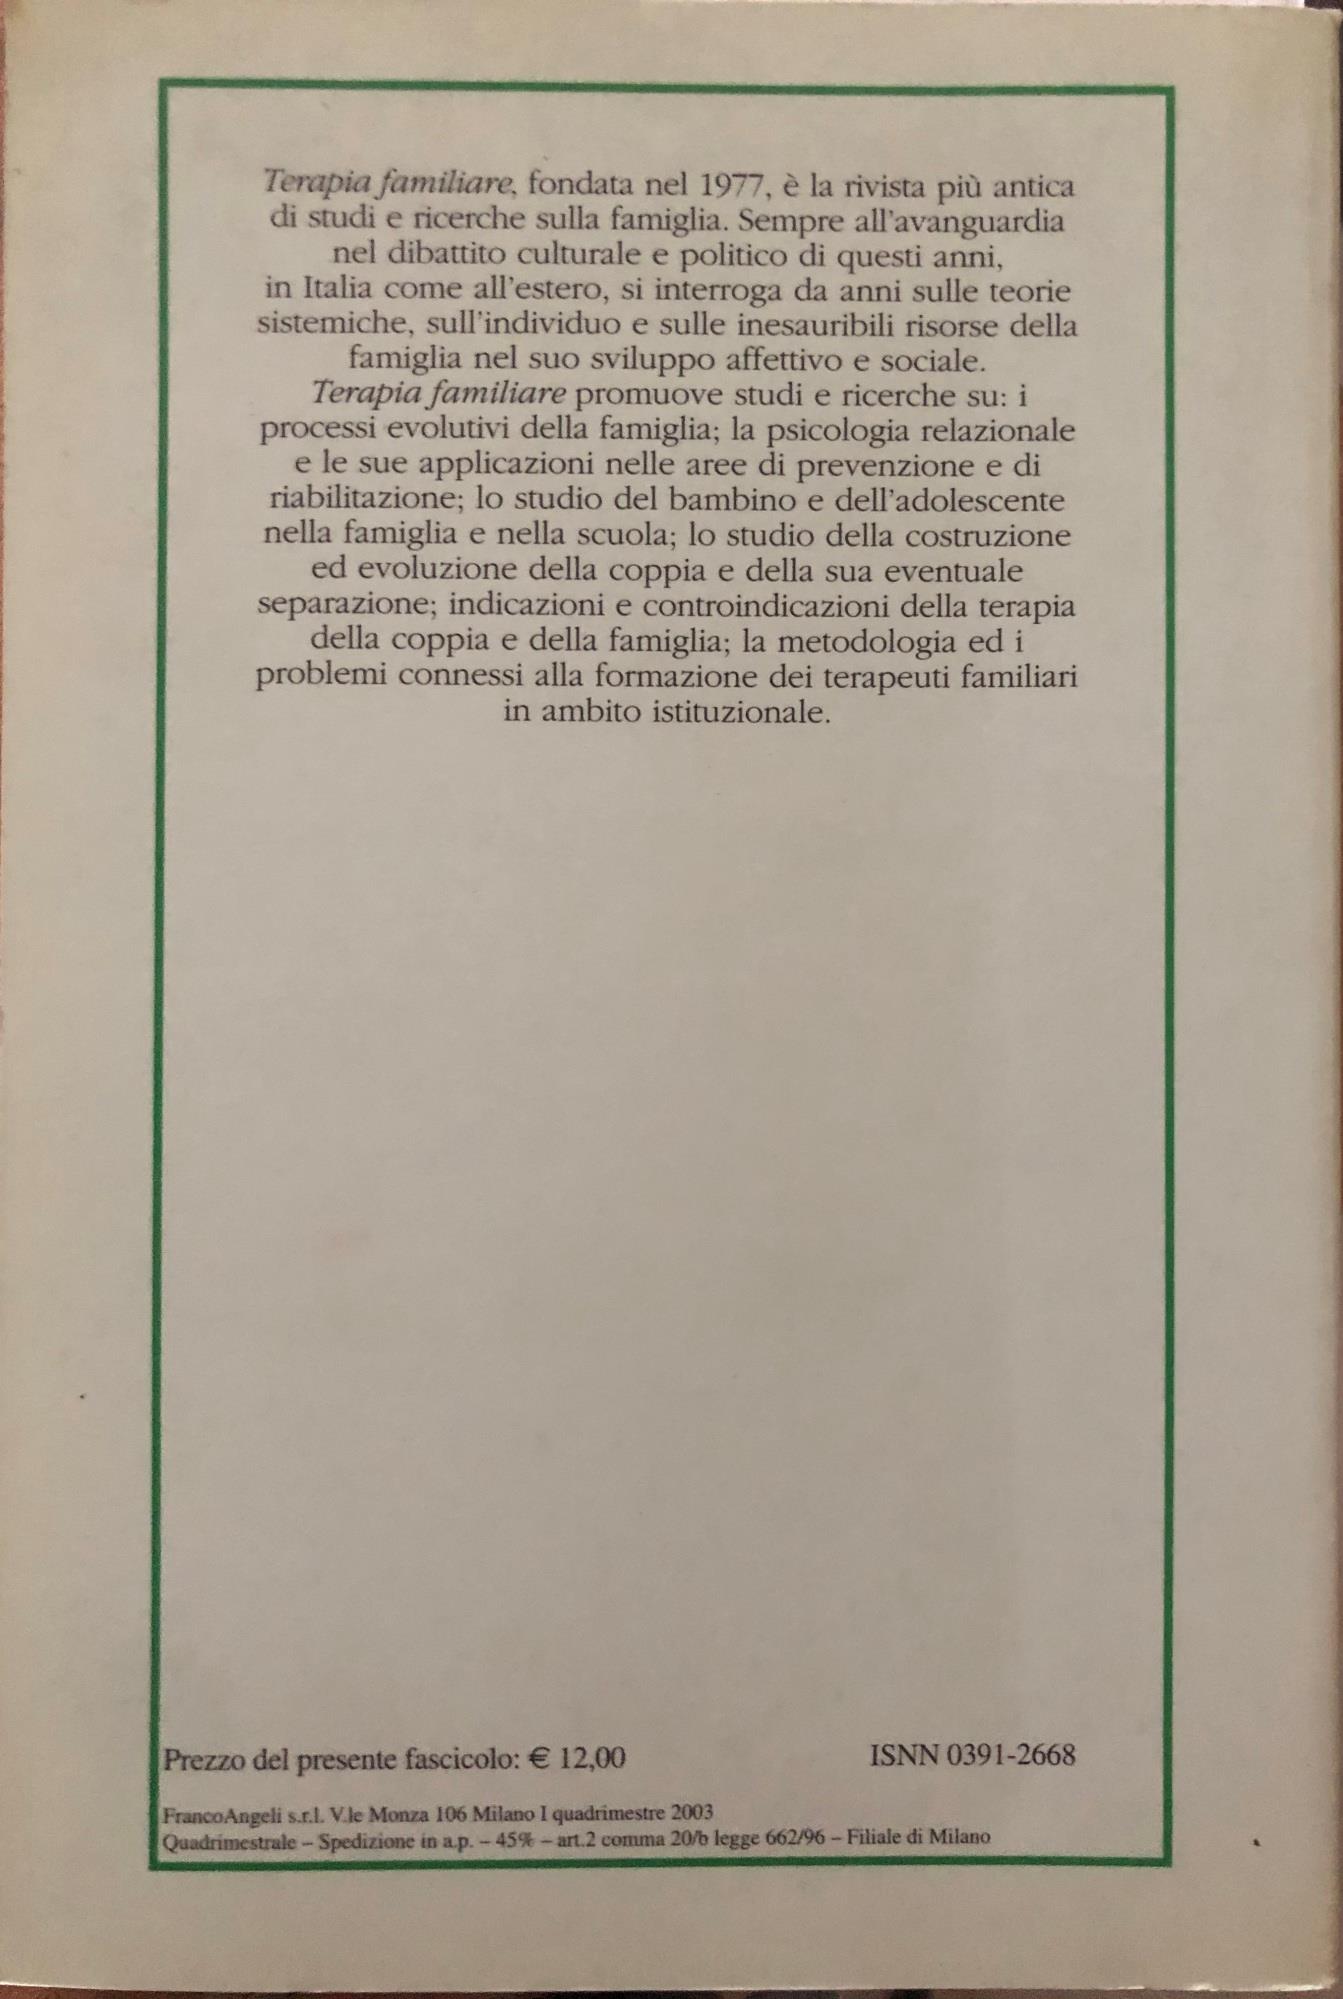 Terapia familiare, fondata nel 1977, è la rivista più antica
di studi e ricerche sulla famiglia. Sempre all'avanguardia
nel dibattito culturale e politico di questi anni,
in Italia come all'estero, si interroga da anni sulle teorie
sistemiche, sull'individuo e sulle inesauribili risorse della
famiglia nel suo sviluppo affettivo e sociale.
Terapia familiare promuove studi e ricerche su: i
processi evolutivi della famiglia; la psicologia relazionale
e le sue applicazioni nelle aree di prevenzione e di
riabilitazione; lo studio del bambino e dell'adolescente
nella famiglia e nella scuola; lo studio della costruzione
ed evoluzione della coppia e della sua eventuale
separazione; indicazioni e controindicazioni della terapia
della coppia e della famiglia; la metodologia ed i
problemi connessi alla formazione dei terapeuti familiari
in ambito istituzionale.
Prezzo del presente fascicolo: € 12,00
ISNN 0391-2668
FrancoAngeli s.r.l. V.le Monza 106 Milano I quadrimestre 2003
Quadrimestrale – Spedizione in a.p. – 45% – art.2 comma 20/b legge 662/96 – Filiale di Milano